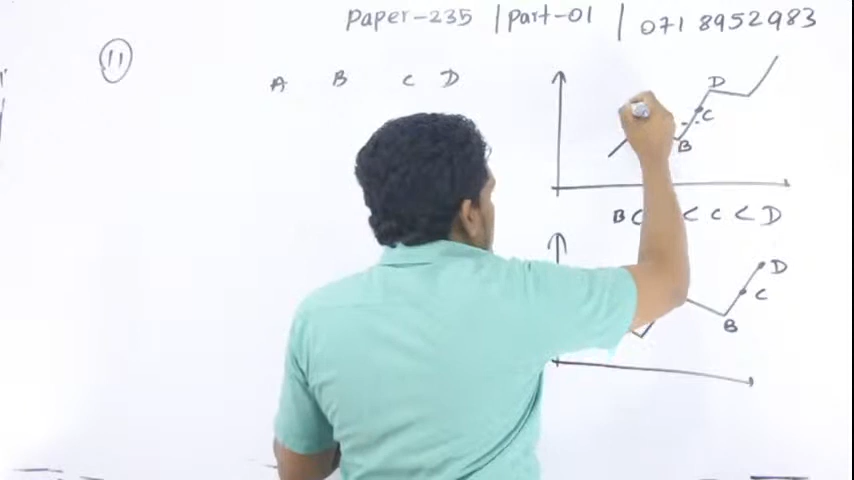 Paper-235 | Part-01 | 071 8952983
11
A B C D
D
C
B
B < < C < D
D
C
B